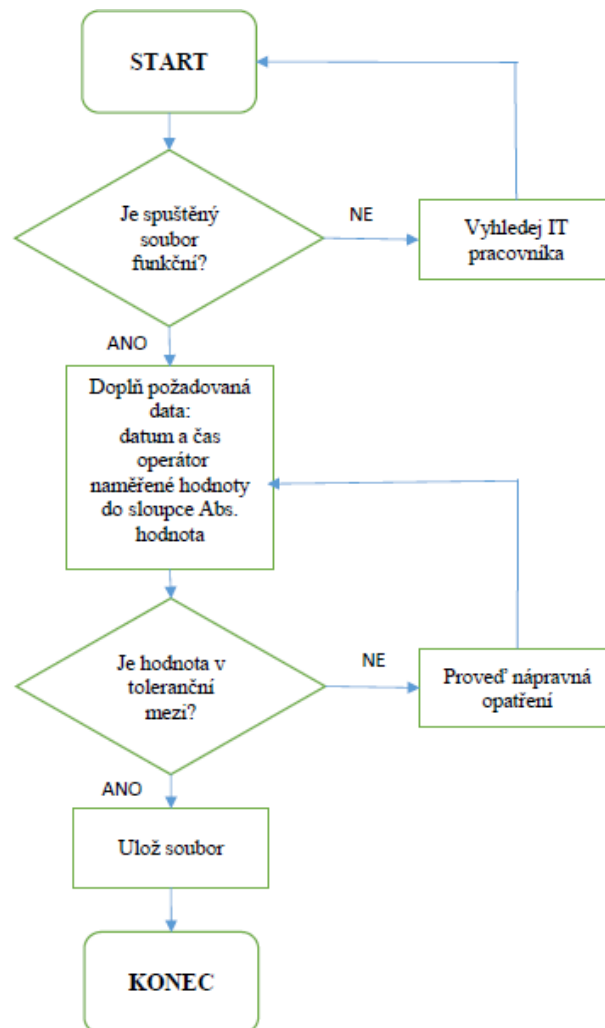 START
Je spuštěný
soubor
funkční?
NE
Vyhledej IT
pracovníka
ANO
Doplň požadovaná
data:
datum a čas
operátor
naměřené hodnoty
do sloupce Abs.
hodnota
Je hodnota v
toleranční
mezi?
NE
Proveď nápravná
opatření
ANO
Ulož soubor
KONEC